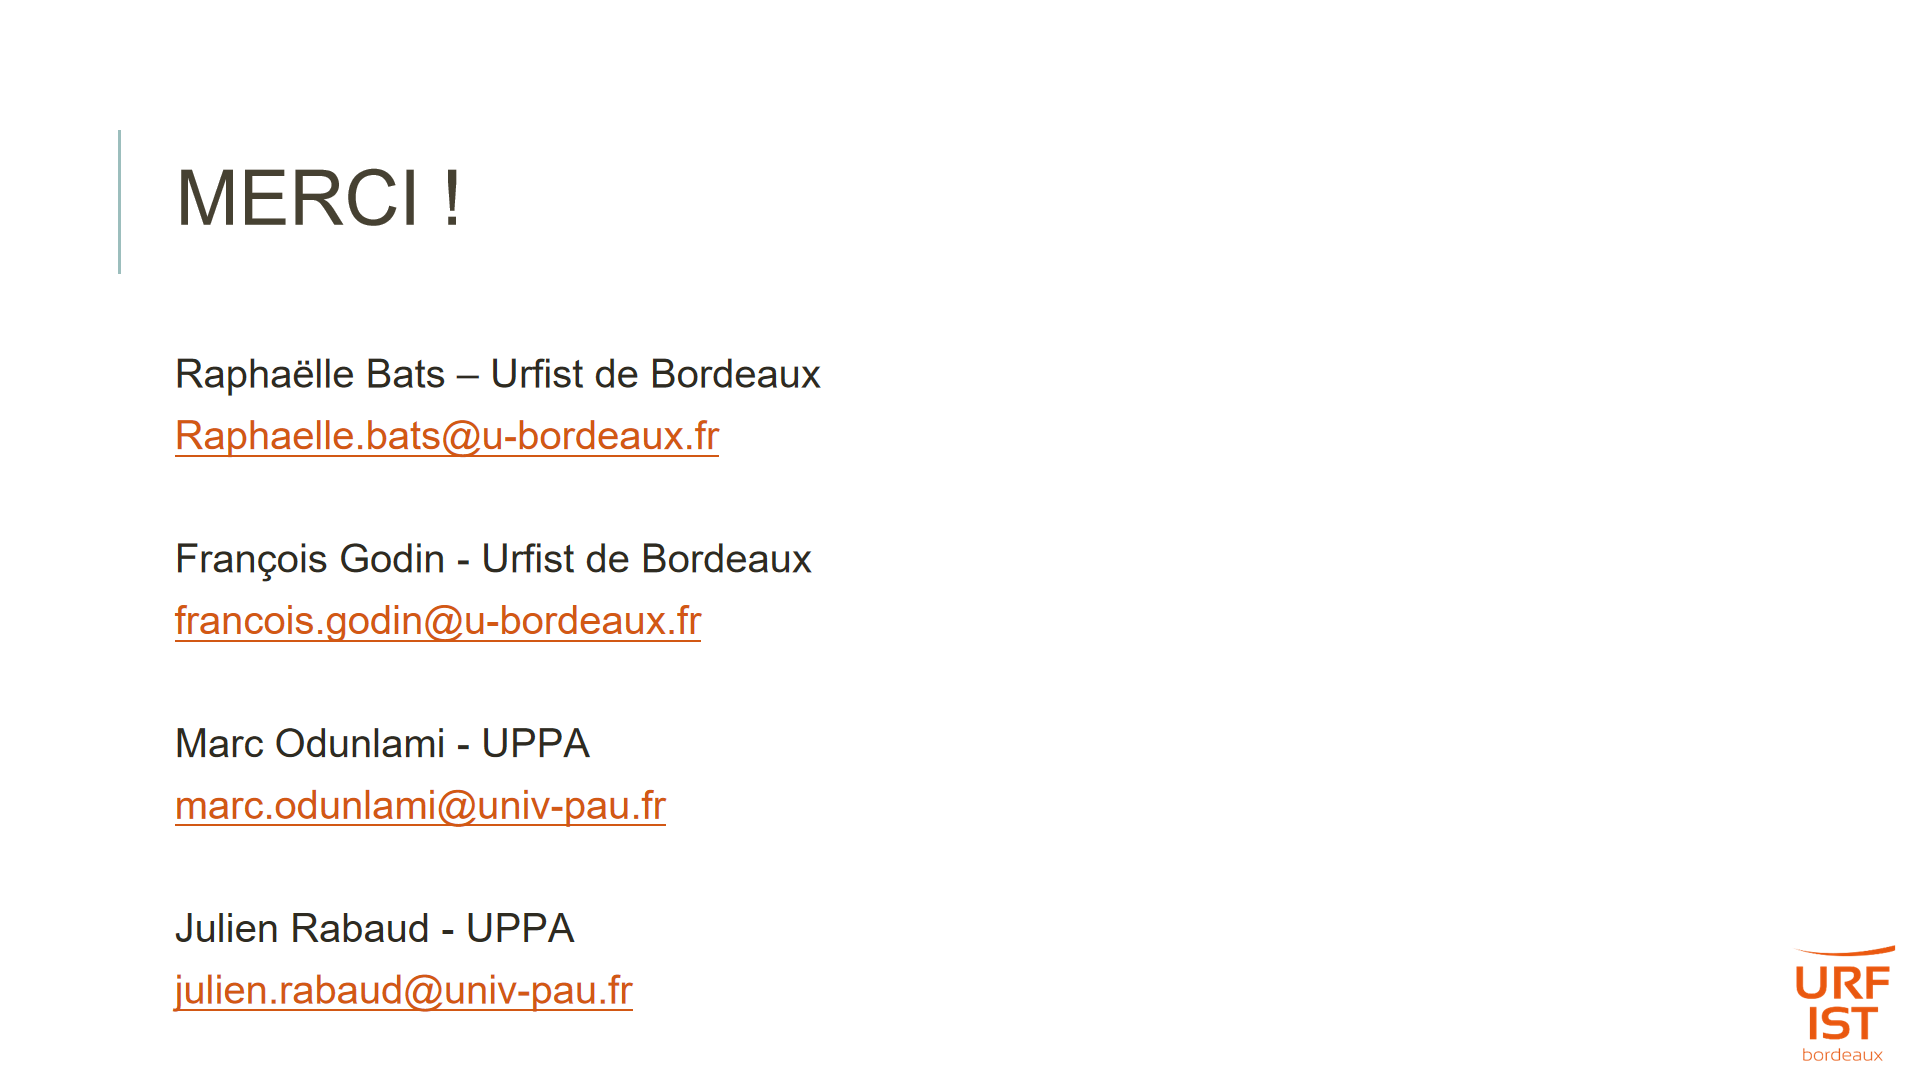 MERCI !
Raphaëlle Bats – Urfist de Bordeaux
Raphaelle.bats@u-bordeaux.fr
François Godin - Urfist de Bordeaux
francois.godin@u-bordeaux.fr
Marc Odunlami - UPPA
marc.odunlami@univ-pau.fr
Julien Rabaud - UPPA
julien.rabaud@univ-pau.fr
URF
IST
bordeaux